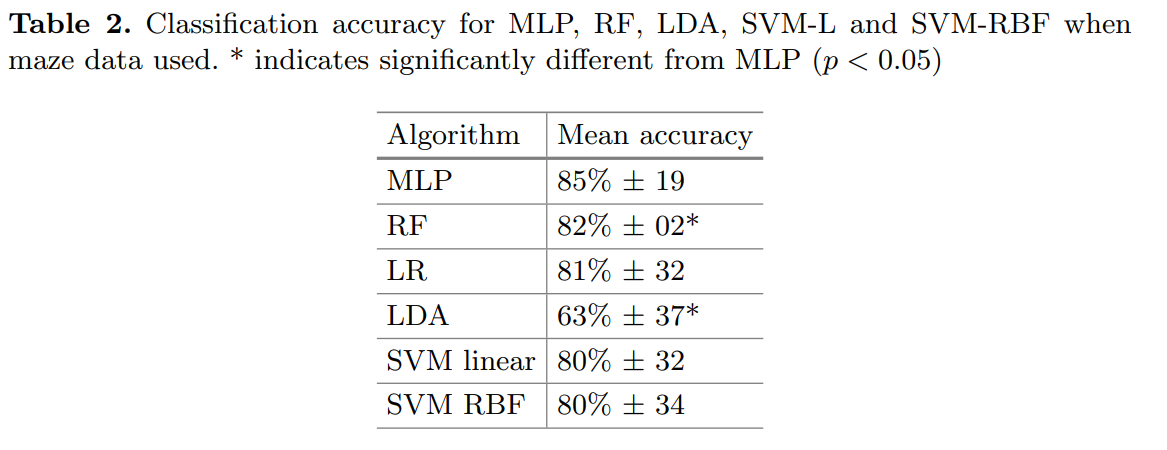 Table 2. Classification accuracy for MLP, RF, LDA, SVM-L and SVM-RBF when
maze data used. * indicates significantly different from MLP (p < 0.05)
Algorithm Mean accuracy
MLP 85% ± 19
RF 82% ± 02*
LR 81% ± 32
LDA 63% ± 37*
SVM linear 80% ± 32
SVM RBF 80% ± 34